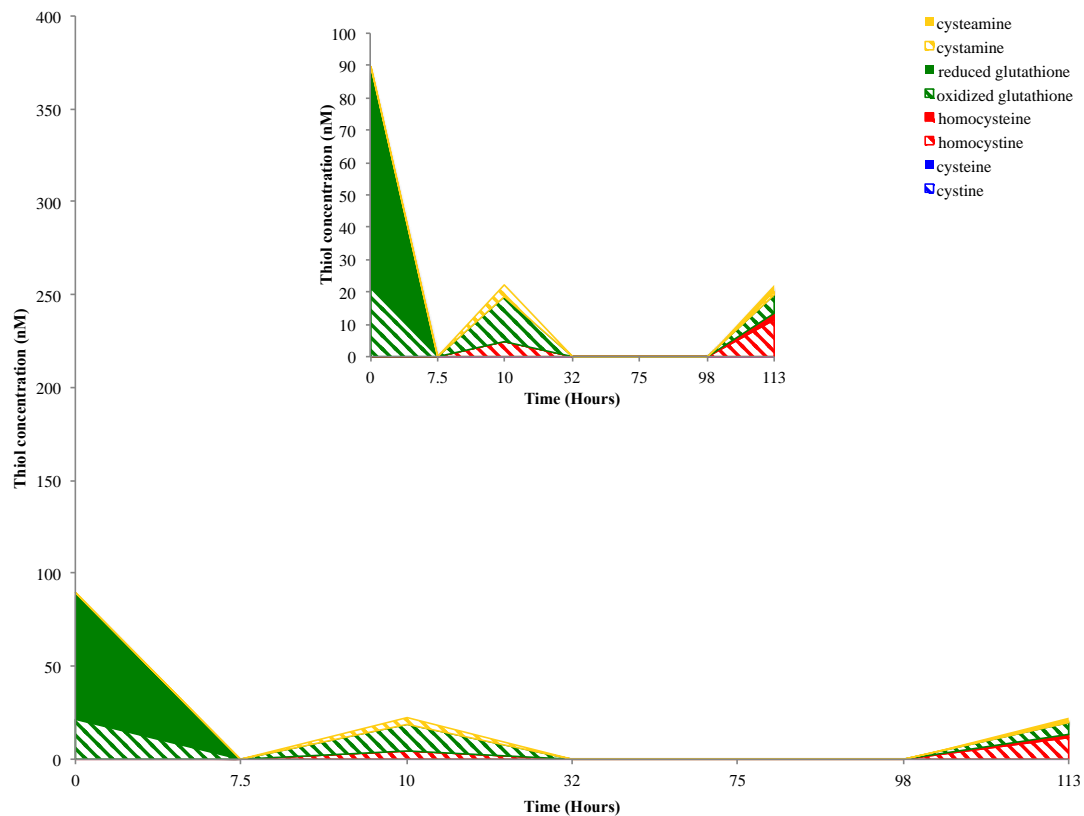 400
350
300
250
200
150
100
50
0
Thiol concentration (nM)
0 7.5 10 32 75 98 113
Time (Hours)
100
90
80
70
60
50
40
30
20
10
0
Thiol concentration (nM)
0 7.5 10 32 75 98 113
Time (Hours)
cysteamine
cystamine
reduced glutathione
oxidized glutathione
homocysteine
homocystine
cysteine
cystine